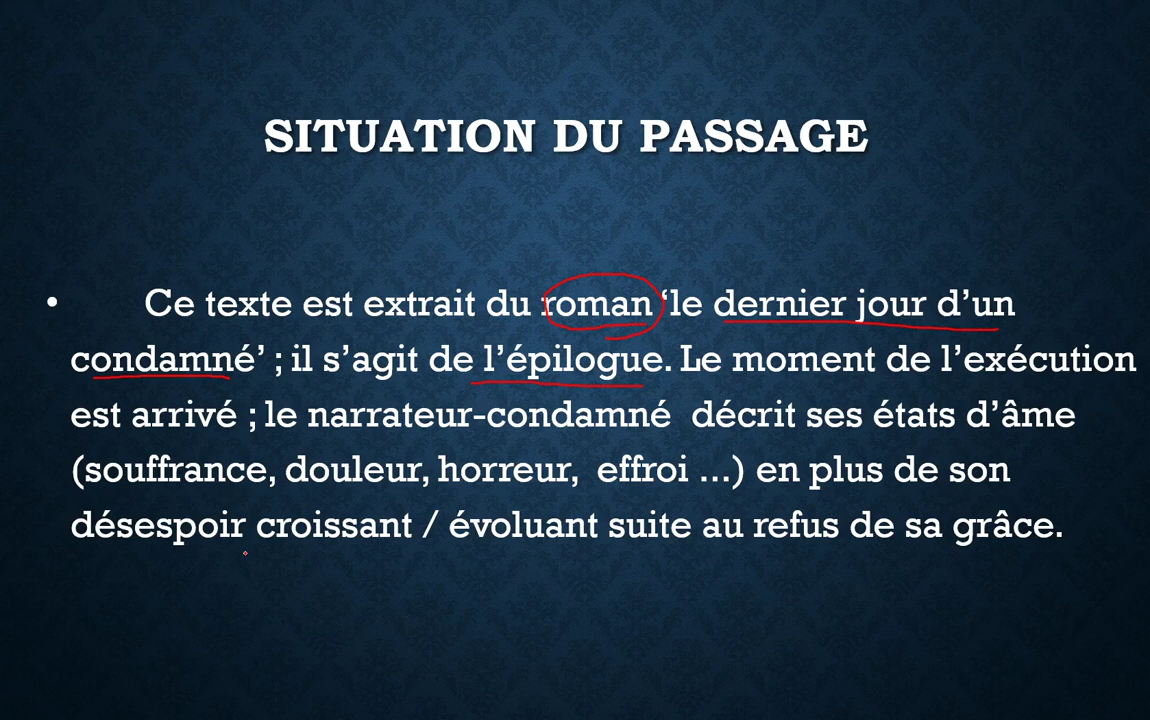 SITUATION DU PASSAGE
• Ce texte est extrait du roman ‘le dernier jour d’un
condamné’ ; il s’agit de l’épilogue. Le moment de l’exécution
est arrivé ; le narrateur-condamné décrit ses états d’âme
(souffrance, douleur, horreur, effroi ...) en plus de son
désespoir croissant / évoluant suite au refus de sa grâce.